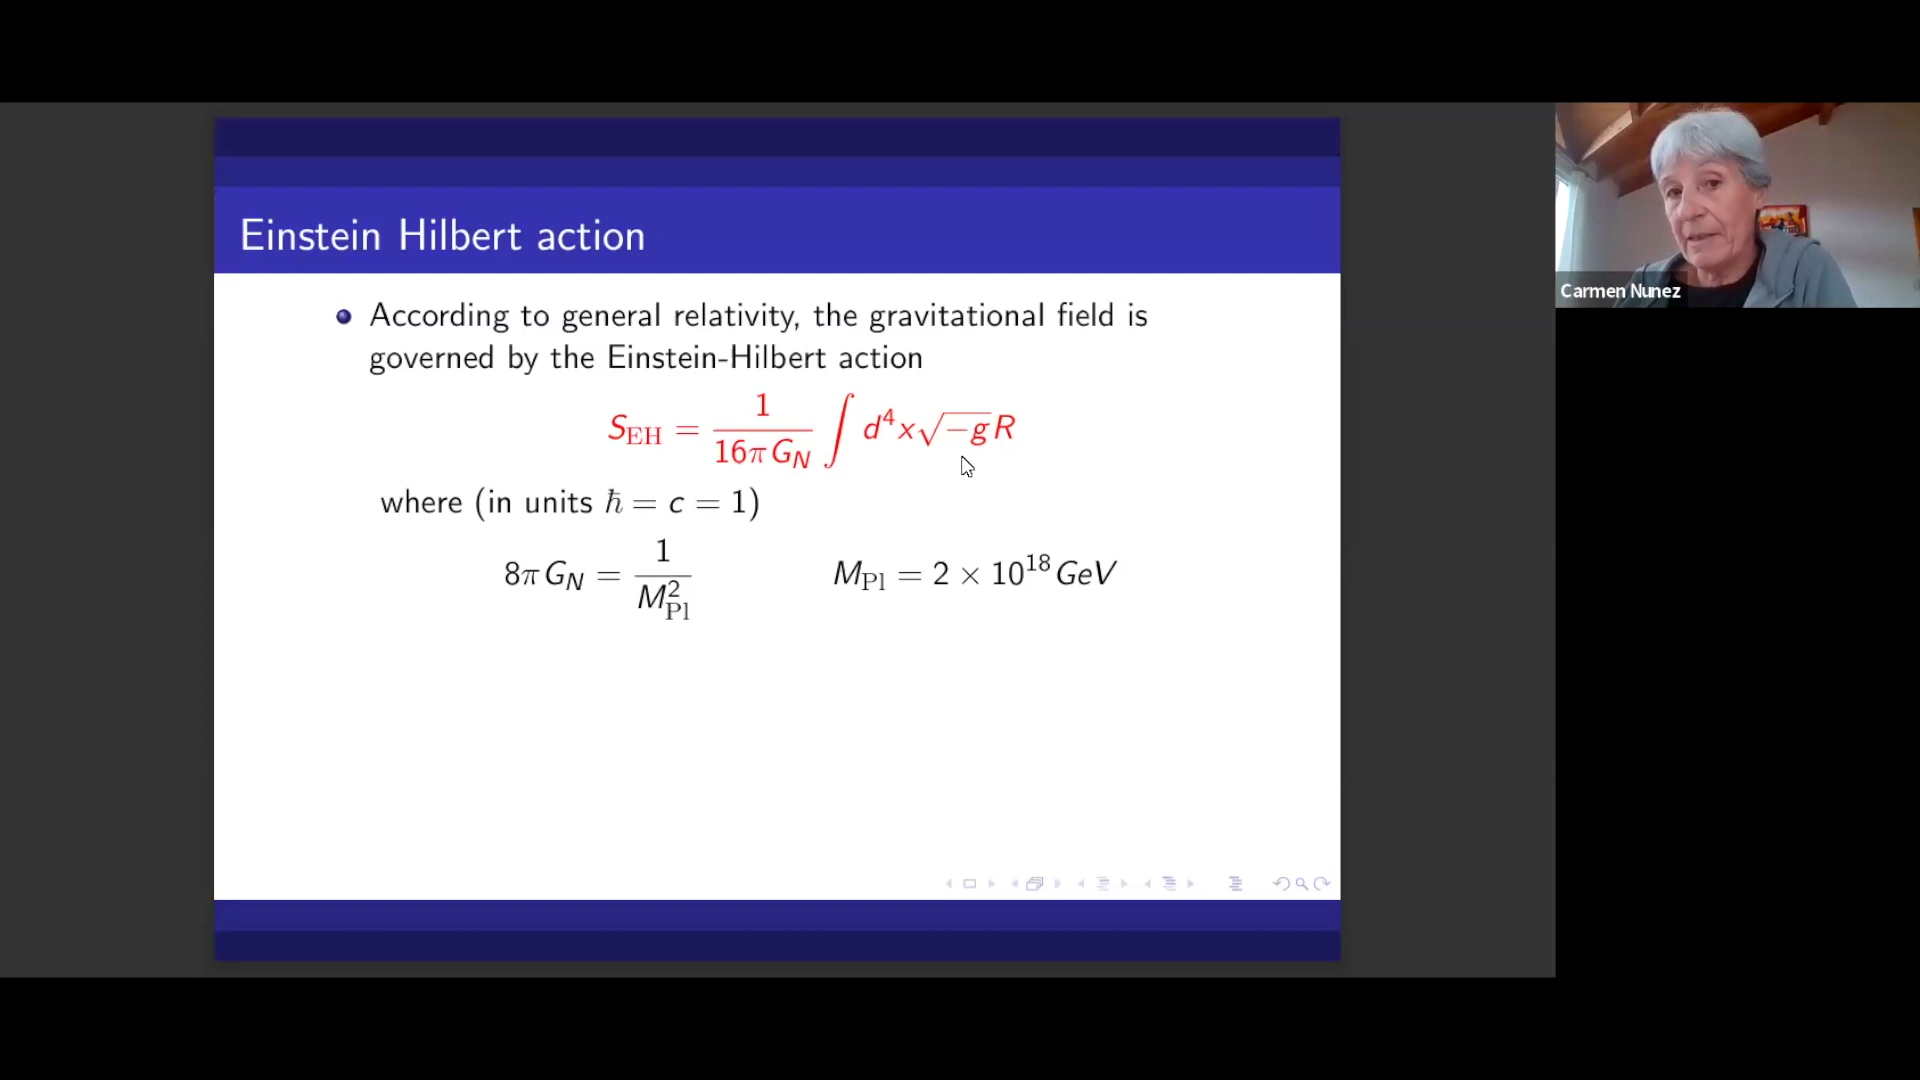 Einstein Hilbert action
According to general relativity, the gravitational field is
governed by the Einstein-Hilbert action
S_EH = 1/(16πG_N) ∫ d⁴x√−g R
where (in units ℏ = c = 1)
8πG_N = 1/M²_Pl    M_Pl = 2 × 10¹⁸ GeV
Carmen Nunez